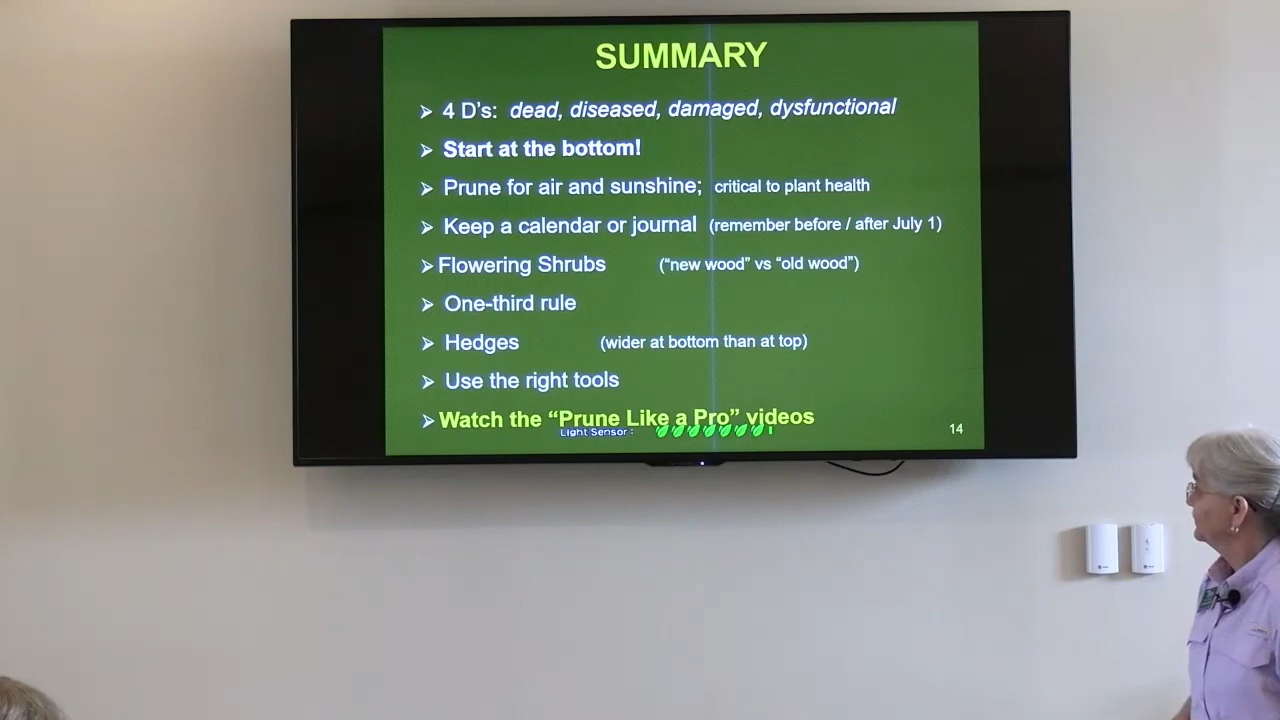 SUMMARY
➢ 4 D's: dead, diseased, damaged, dysfunctional
➢ Start at the bottom!
➢ Prune for air and sunshine; critical to plant health
➢ Keep a calendar or journal (remember before / after July 1)
➢ Flowering Shrubs (“new wood” vs “old wood”)
➢ One-third rule
➢ Hedges (wider at bottom than at top)
➢ Use the right tools
➢ Watch the “Prune Like a Pro” videos
Light Sensor :
14